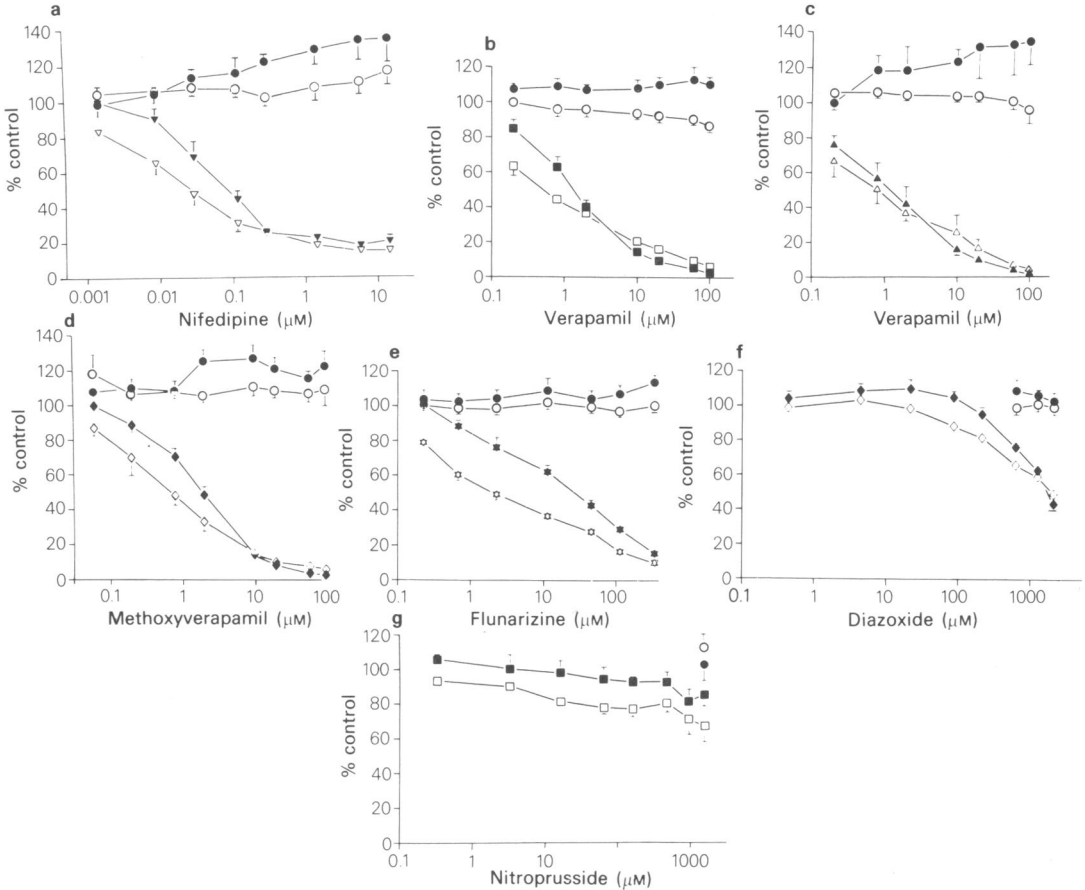 a
140
120
100
80
60
40
20
0
% control
0.001 0.01 0.1 1 10
Nifedipine (μM)
b
140
120
100
80
60
40
20
0
% control
0.1 1 10 100
Verapamil (μM)
c
140
120
100
80
60
40
20
0
% control
0.1 1 10 100
Verapamil (μM)
d
140
120
100
80
60
40
20
0
% control
0.1 1 10 100
Methoxyverapamil (μM)
e
140
120
100
80
60
40
20
0
% control
0.1 1 10 100
Flunarizine (μM)
f
140
120
100
80
60
40
20
0
% control
0.1 1 10 100 1000
Diazoxide (μM)
g
120
100
80
60
40
20
0
% control
0.1 1 10 100 1000
Nitroprusside (μM)